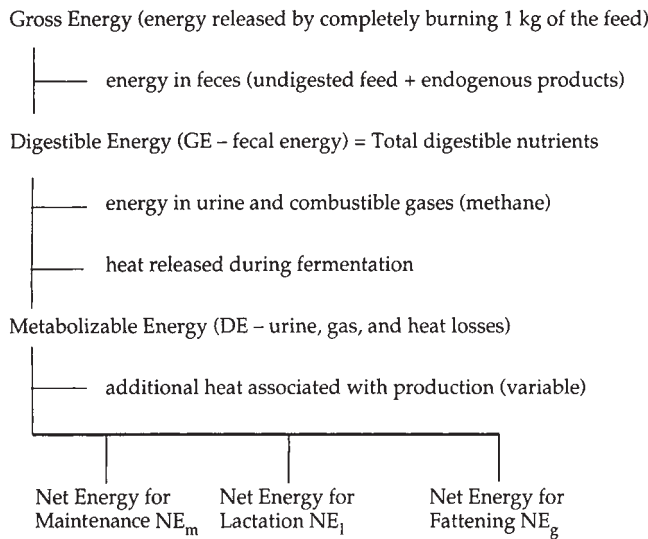 Gross Energy (energy released by completely burning 1 kg of the feed)
energy in feces (undigested feed + endogenous products)
Digestible Energy (GE – fecal energy) = Total digestible nutrients
energy in urine and combustible gases (methane)
heat released during fermentation
Metabolizable Energy (DE – urine, gas, and heat losses)
additional heat associated with production (variable)
Net Energy for
Maintenance NEm
Net Energy for
Lactation NEl
Net Energy for
Fattening NEg